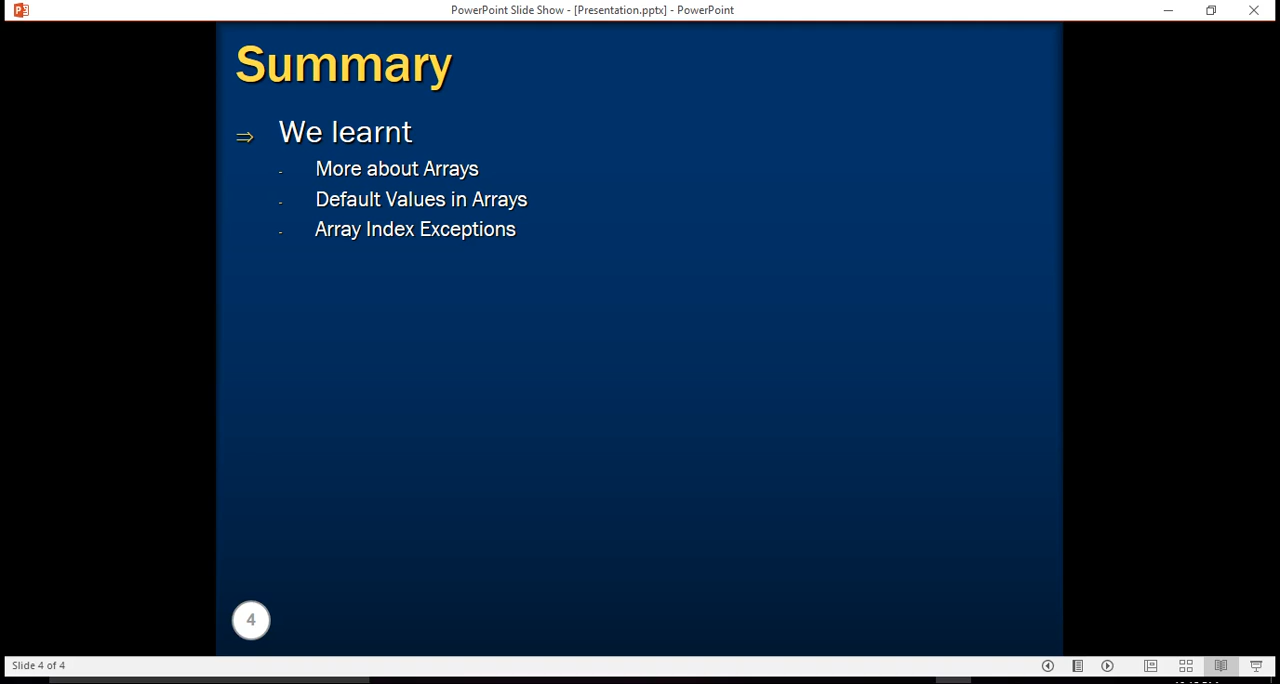 PowerPoint Slide Show - [Presentation.pptx] - PowerPoint
Summary
⇒ We learnt
- More about Arrays
- Default Values in Arrays
- Array Index Exceptions
4
Slide 4 of 4